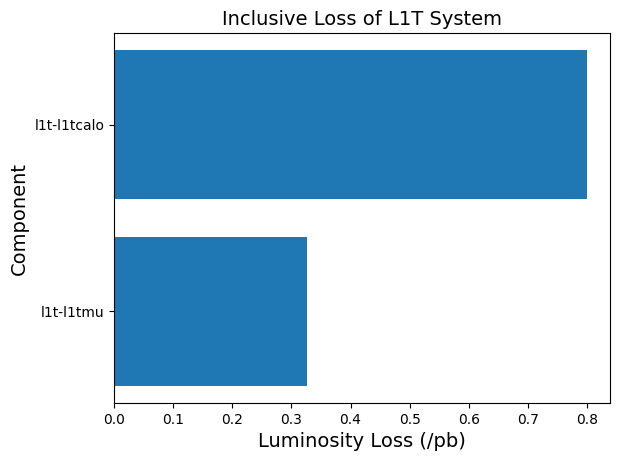 Inclusive Loss of L1T System
Component
l1t-l1tcalo
l1t-l1tmu
0.0 0.1 0.2 0.3 0.4 0.5 0.6 0.7 0.8
Luminosity Loss (/pb)